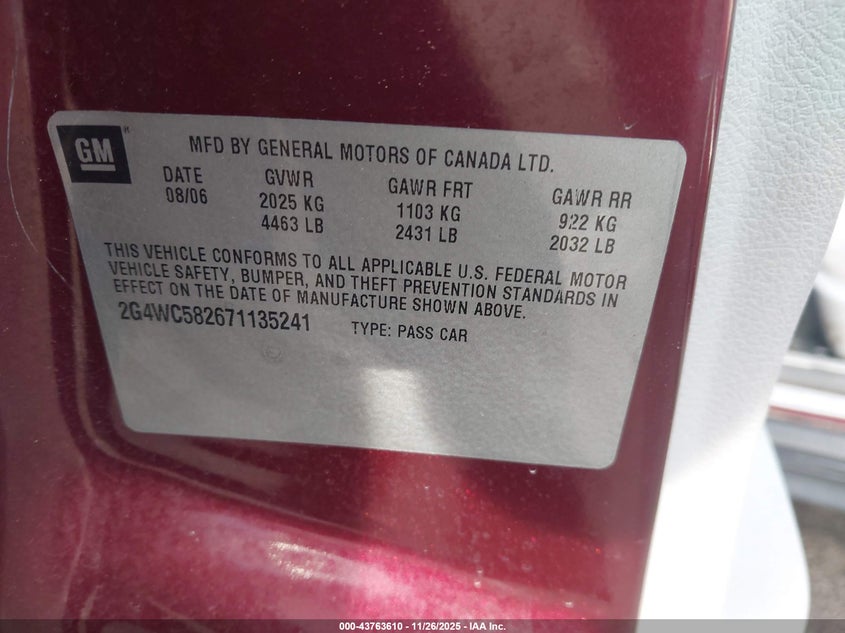 GM
MFD BY GENERAL MOTORS OF CANADA LTD.
DATE GVWR GAWR FRT GAWR RR
08/06 2025 KG 1103 KG 922 KG
4463 LB 2431 LB 2032 LB
THIS VEHICLE CONFORMS TO ALL APPLICABLE U.S. FEDERAL MOTOR
VEHICLE SAFETY, BUMPER, AND THEFT PREVENTION STANDARDS IN
EFFECT ON THE DATE OF MANUFACTURE SHOWN ABOVE.
2G4WC582671135241 TYPE: PASS CAR
000-43763610 - 11/26/2025 - IAA Inc.